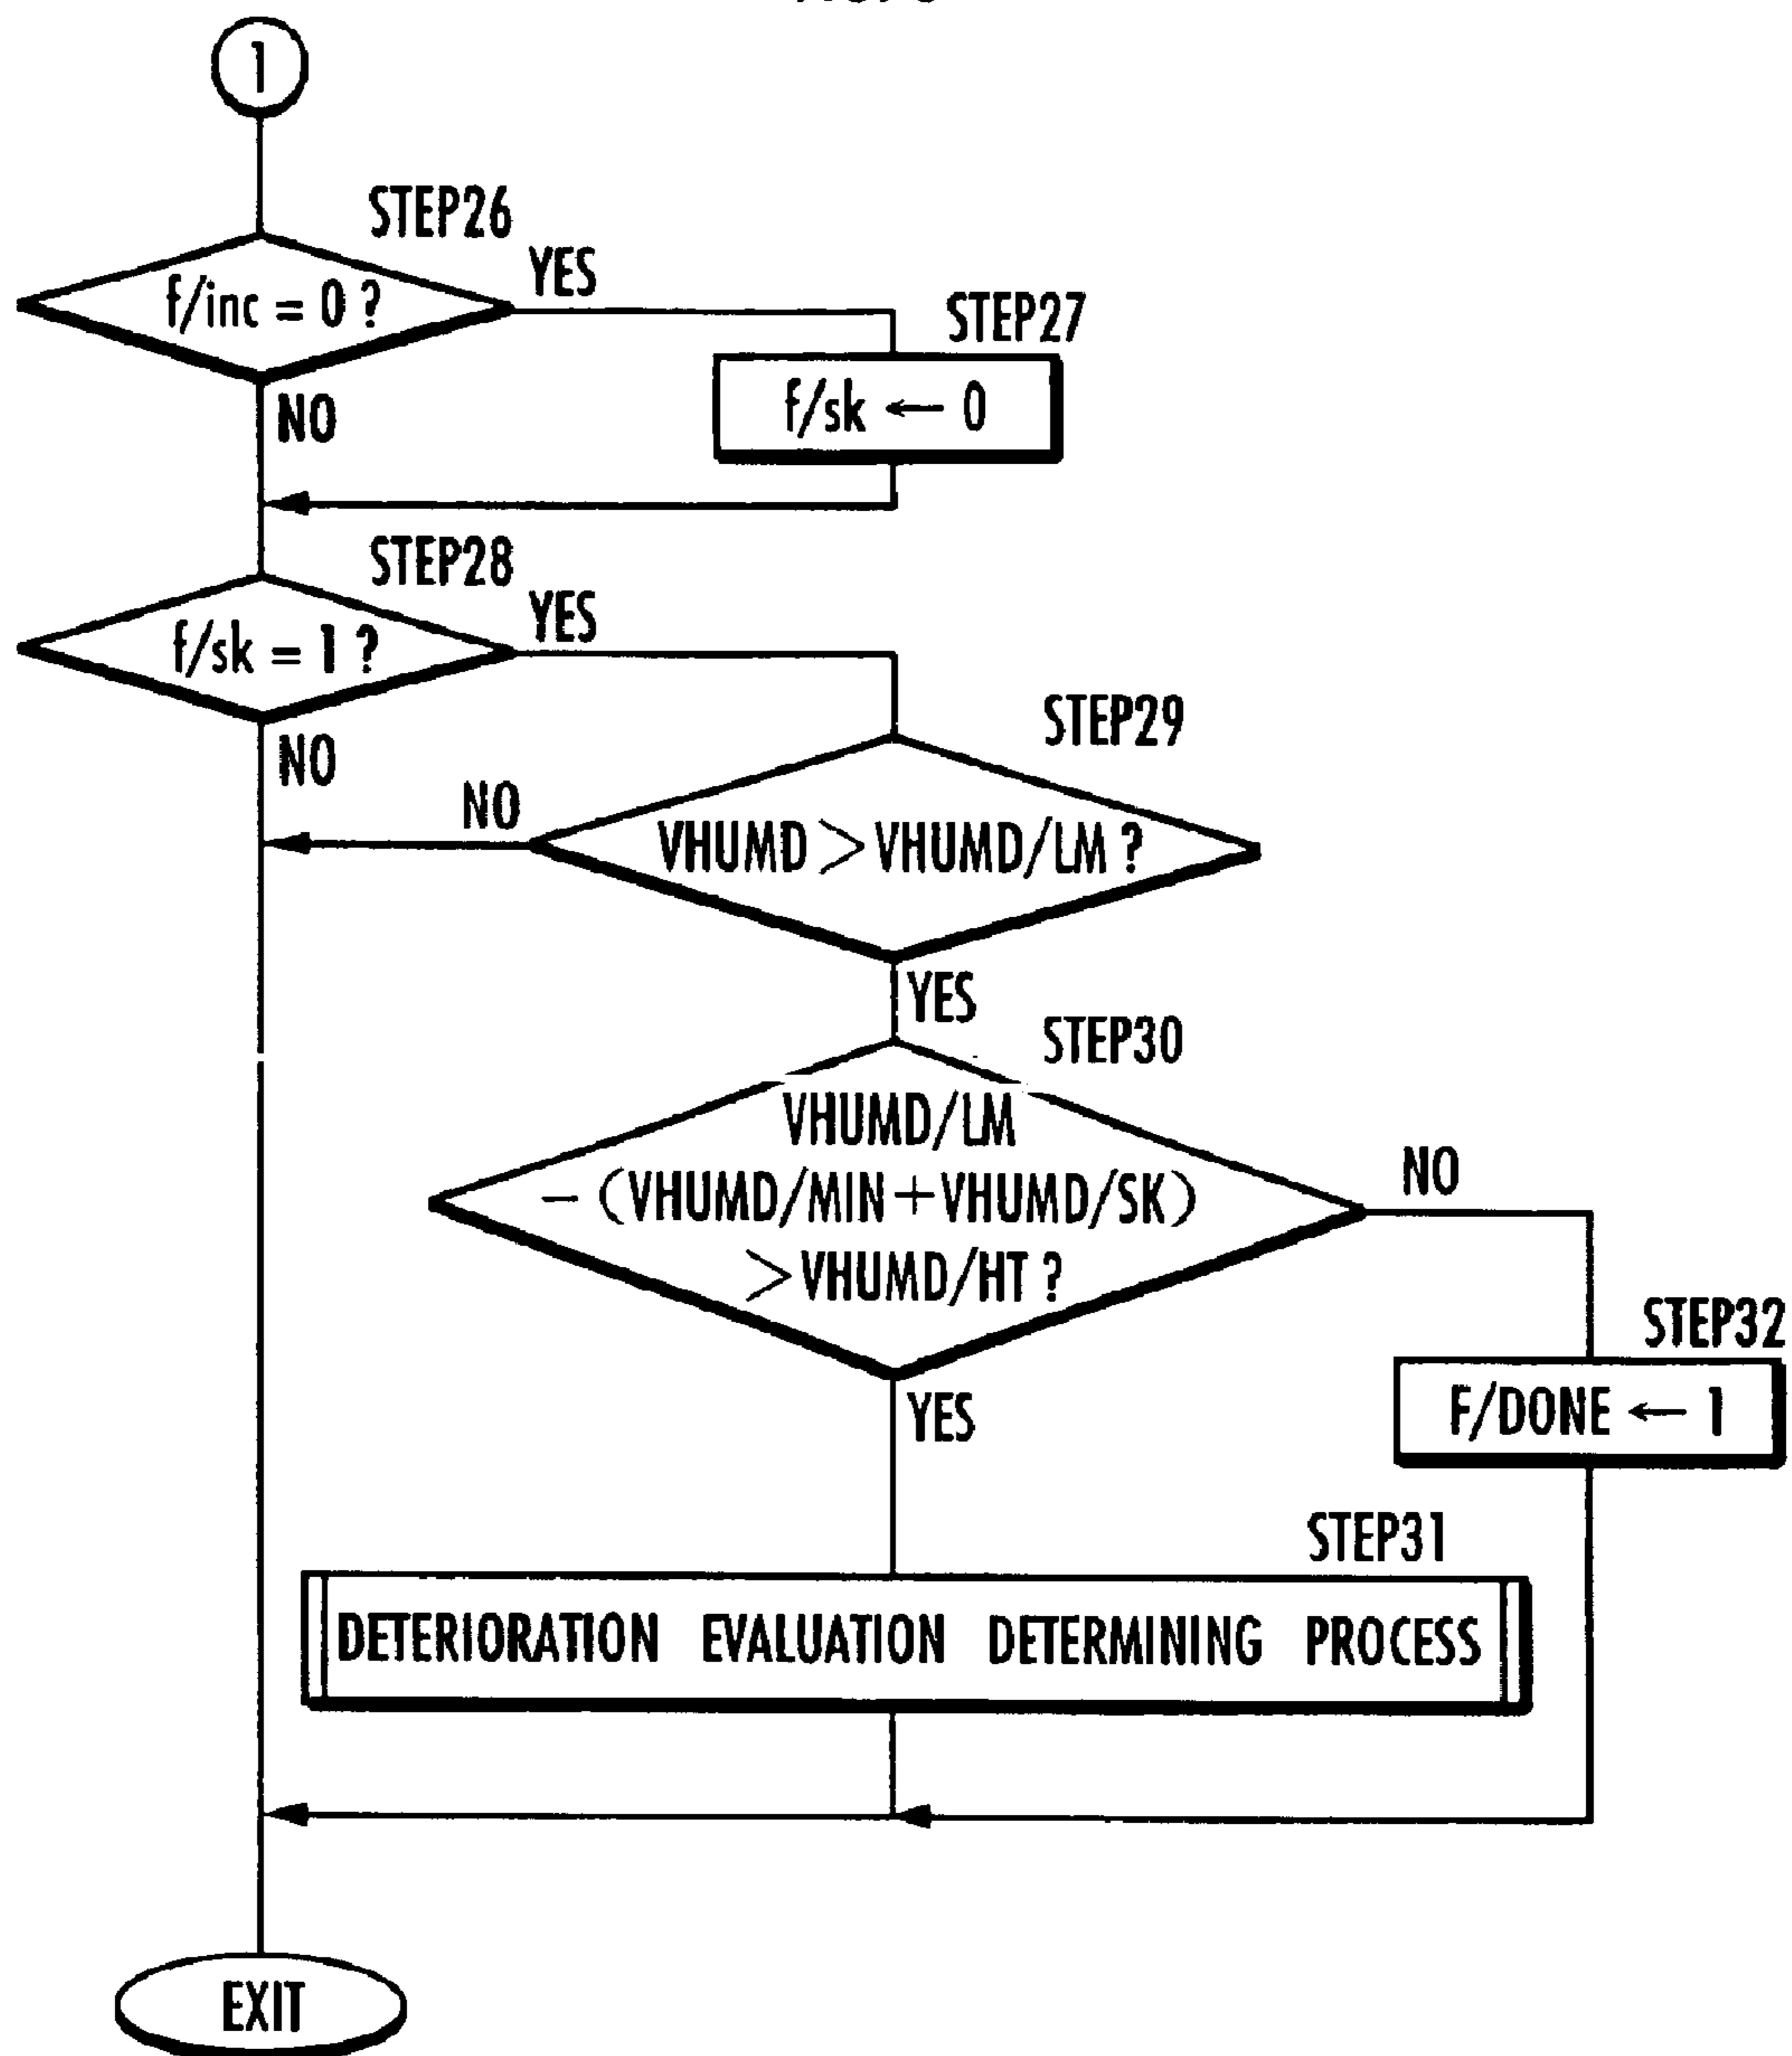 1
STEP26
f/inc = 0 ?
YES
STEP27
f/sk ← 0
NO
STEP28
f/sk = 1 ?
YES
STEP29
NO
NO
VHUMD > VHUMD/LM ?
YES
STEP30
VHUMD/LM
- (VHUMD/MIN+VHUMD/SK)
> VHUMD/HT ?
NO
STEP32
F/DONE ← 1
YES
STEP31
DETERIORATION EVALUATION DETERMINING PROCESS
EXIT